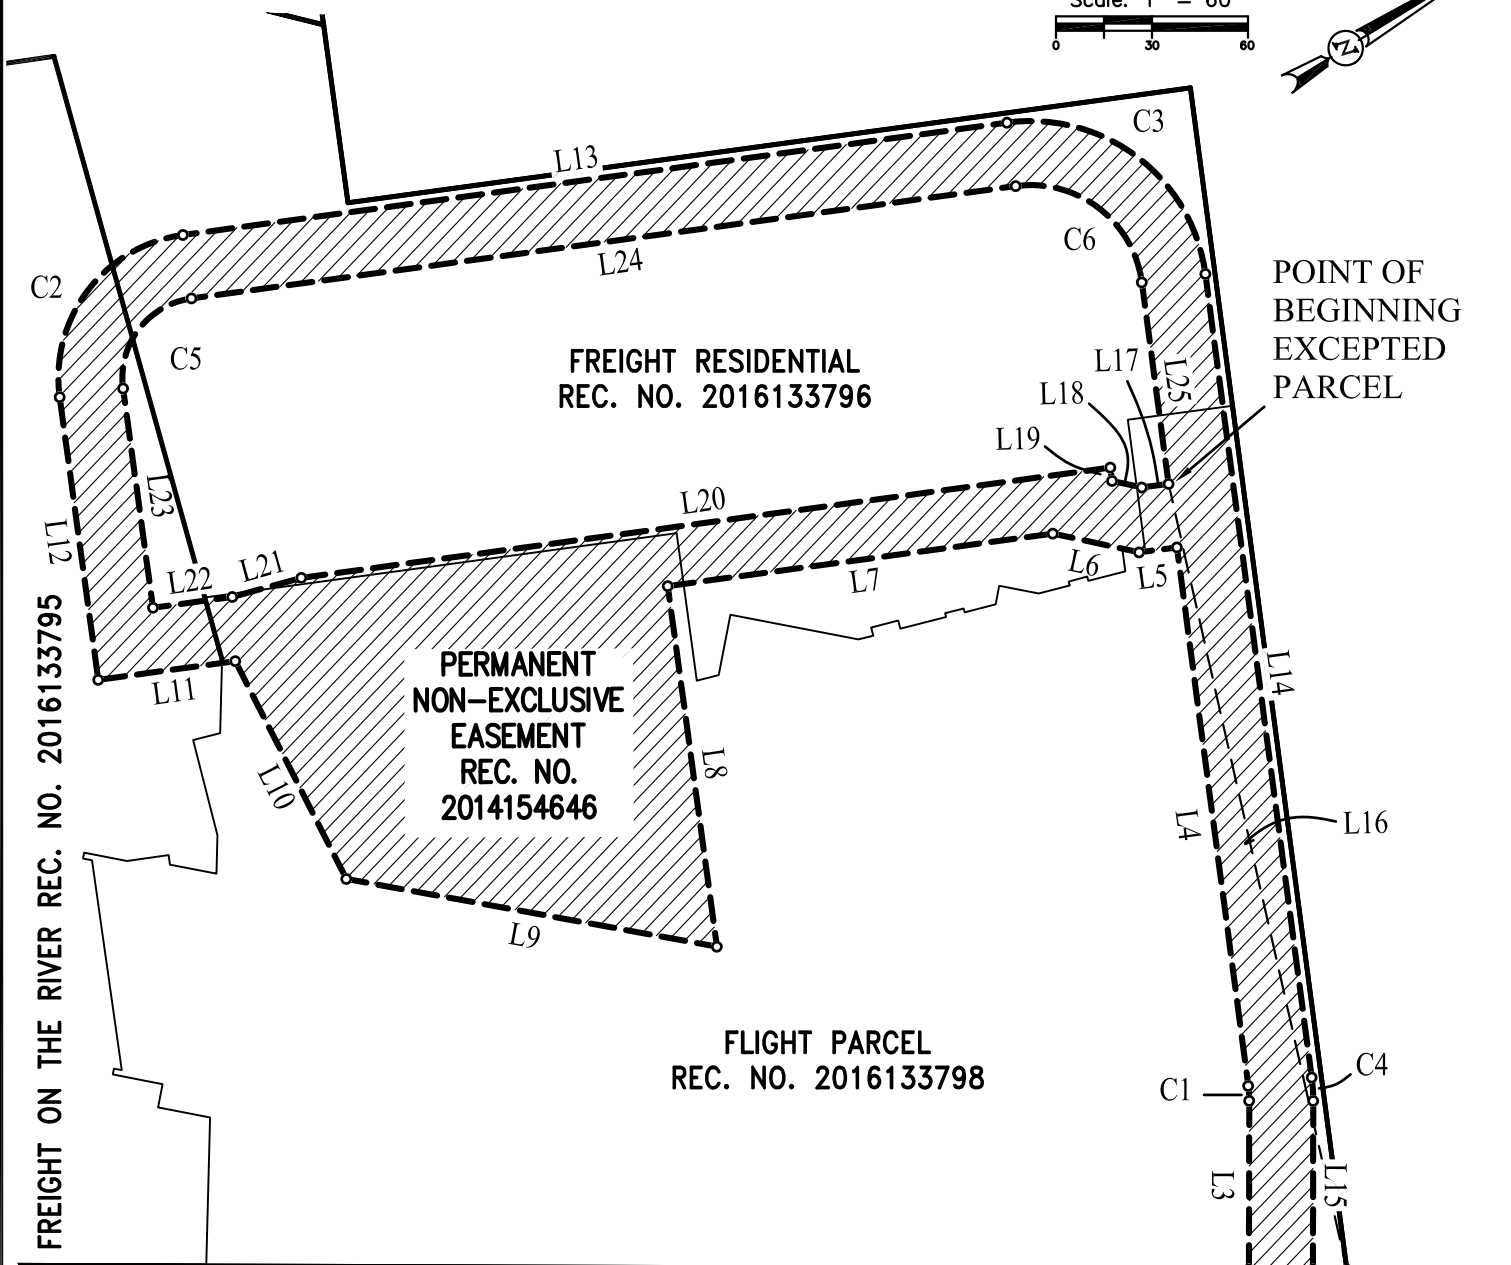 Scale: 1" = 60'
0 30 60
N
C3
L13
C2
L24
C6
C5
POINT OF
BEGINNING
EXCEPTED
PARCEL
L17
L25
L18
L19
FREIGHT RESIDENTIAL
REC. NO. 2016133796
L20
L23
L12
L21
L22
L6
L5
L7
L11
PERMANENT
NON-EXCLUSIVE
EASEMENT
REC. NO.
2014154646
L14
L8
L10
L4
L16
L9
FREIGHT ON THE RIVER REC. NO. 2016133795
FLIGHT PARCEL
REC. NO. 2016133798
C1
C4
L3
L15